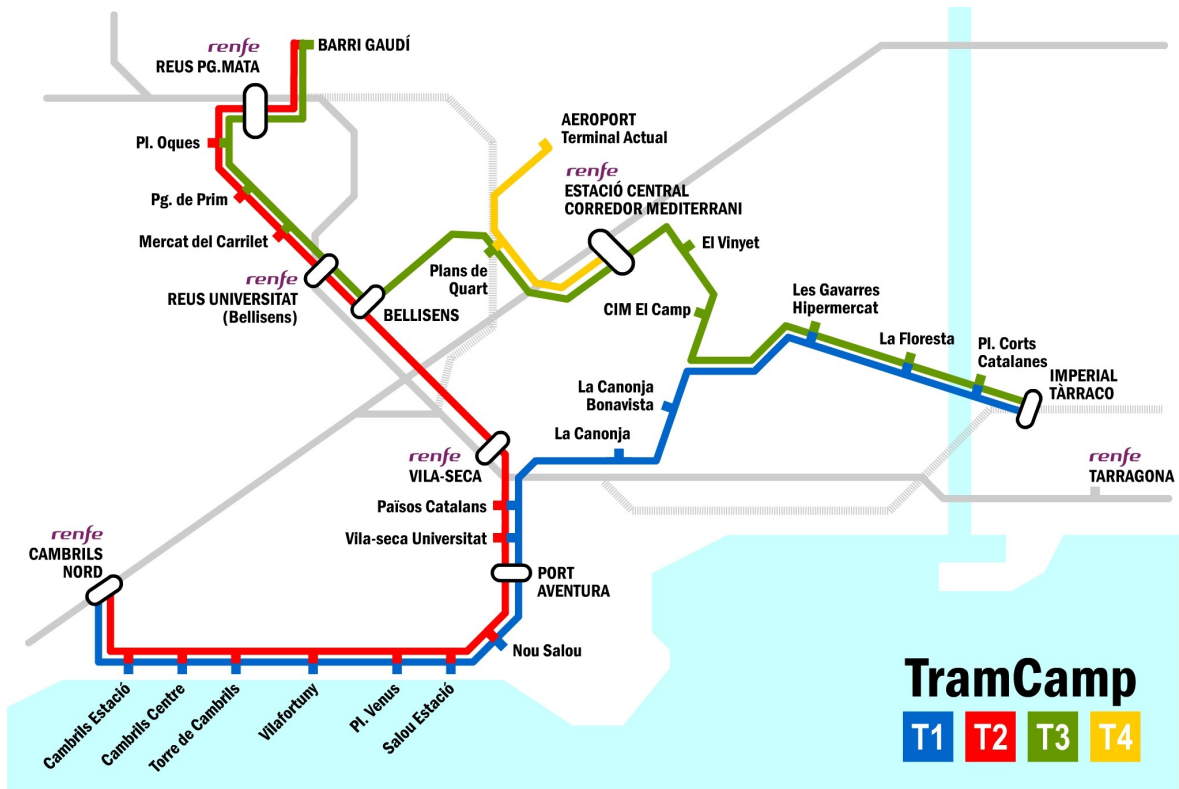 renfe
REUS PG.MATA
BARRI GAUDÍ
Pl. Oques
AEROPORT
Terminal Actual
renfe
ESTACIÓ CENTRAL
CORREDOR MEDITERRANI
Pg. de Prim
Mercat del Carrilet
El Vinyet
renfe
REUS UNIVERSITAT
(Bellisens)
Plans de
Quart
BELLISENS
CIM El Camp
Les Gavarres
Hipermercat
La Floresta
Pl. Corts
Catalanes
IMPERIAL
TÀRRACO
La Canonja
Bonavista
La Canonja
renfe
VILA-SECA
renfe
TARRAGONA
Països Catalans
Vila-seca Universitat
renfe
CAMBRILS
NORD
PORT
AVENTURA
Nou Salou
Cambrils Estació
Cambrils Centre
Torre de Cambrils
Vilafortuny
Pl. Venus
Salou Estació
TramCamp
T1 T2 T3 T4